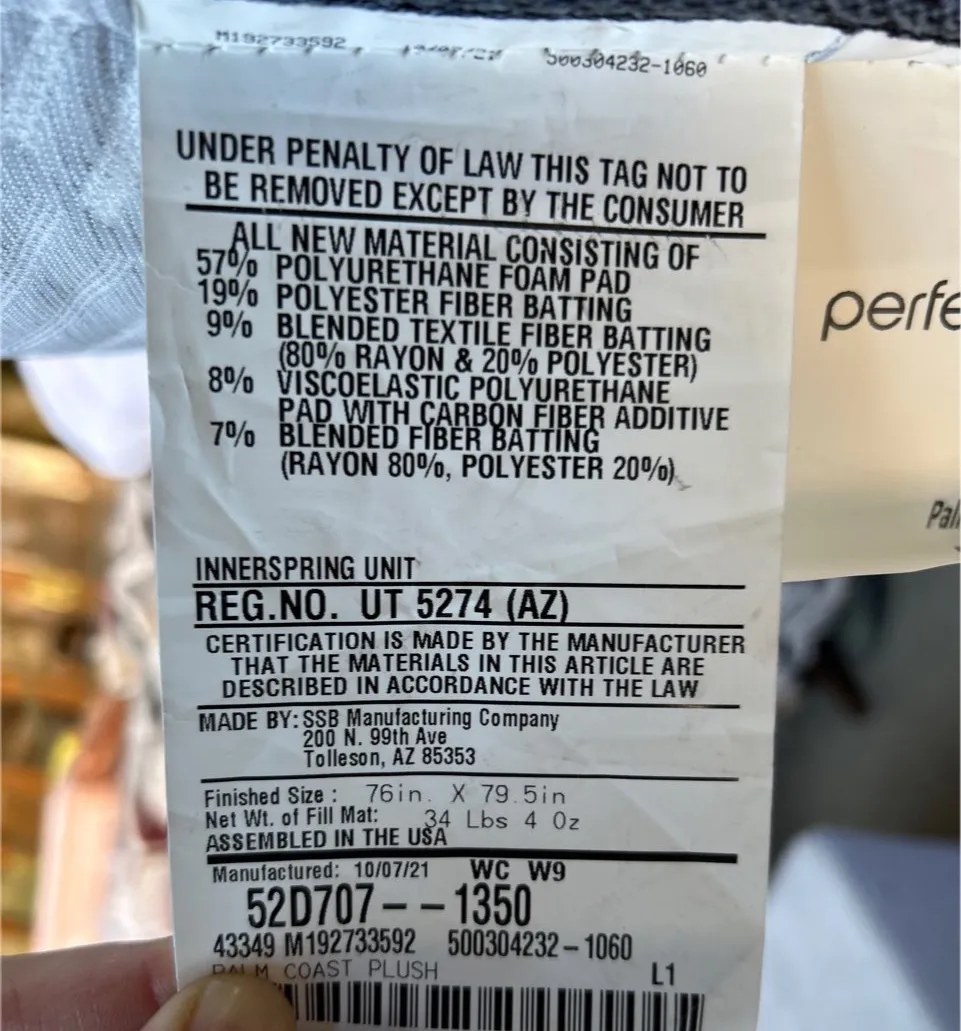 M192733592 500304232-1060
UNDER PENALTY OF LAW THIS TAG NOT TO
BE REMOVED EXCEPT BY THE CONSUMER
ALL NEW MATERIAL CONSISTING OF
57% POLYURETHANE FOAM PAD
19% POLYESTER FIBER BATTING
9% BLENDED TEXTILE FIBER BATTING
(80% RAYON & 20% POLYESTER)
8% VISCOELASTIC POLYURETHANE
PAD WITH CARBON FIBER ADDITIVE
7% BLENDED FIBER BATTING
(RAYON 80%, POLYESTER 20%)
INNERSPRING UNIT
REG.NO. UT 5274 (AZ)
CERTIFICATION IS MADE BY THE MANUFACTURER
THAT THE MATERIALS IN THIS ARTICLE ARE
DESCRIBED IN ACCORDANCE WITH THE LAW
MADE BY: SSB Manufacturing Company
200 N. 99th Ave
Tolleson, AZ 85353
Finished Size : 76in. X 79.5in
Net Wt. of Fill Mat: 34 Lbs 4 Oz
ASSEMBLED IN THE USA
Manufactured: 10/07/21 WC W9
52D707--1350
43349 M192733592 500304232-1060
PALM COAST PLUSH L1
perfe
Pal